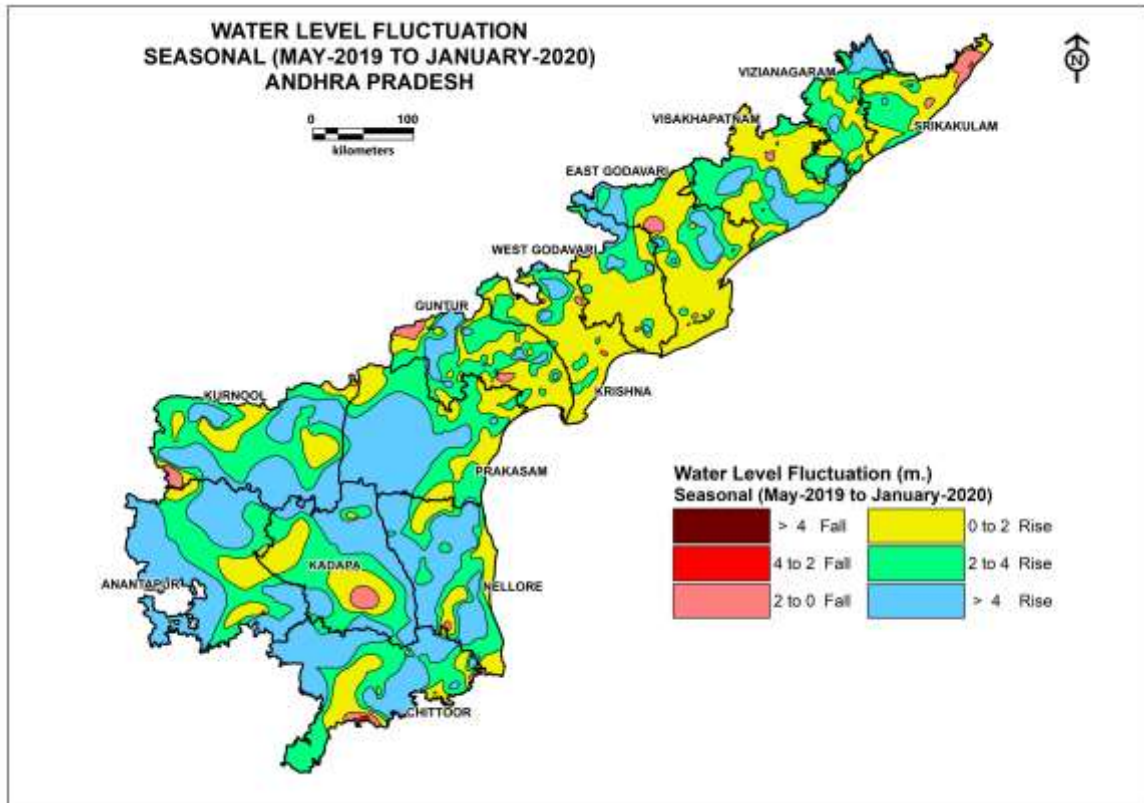 WATER LEVEL FLUCTUATION
SEASONAL (MAY-2019 TO JANUARY-2020)
ANDHRA PRADESH
0 100
kilometers
N
VIZIANAGARAM
SRIKAKULAM
VISAKHAPATNAM
EAST GODAVARI
WEST GODAVARI
GUNTUR
KRISHNA
KURNOOL
PRAKASAM
KADAPA
ANANTAPUR
NELLORE
CHITTOOR
Water Level Fluctuation (m.)
Seasonal (May-2019 to January-2020)
> 4 Fall 0 to 2 Rise
4 to 2 Fall 2 to 4 Rise
2 to 0 Fall > 4 Rise